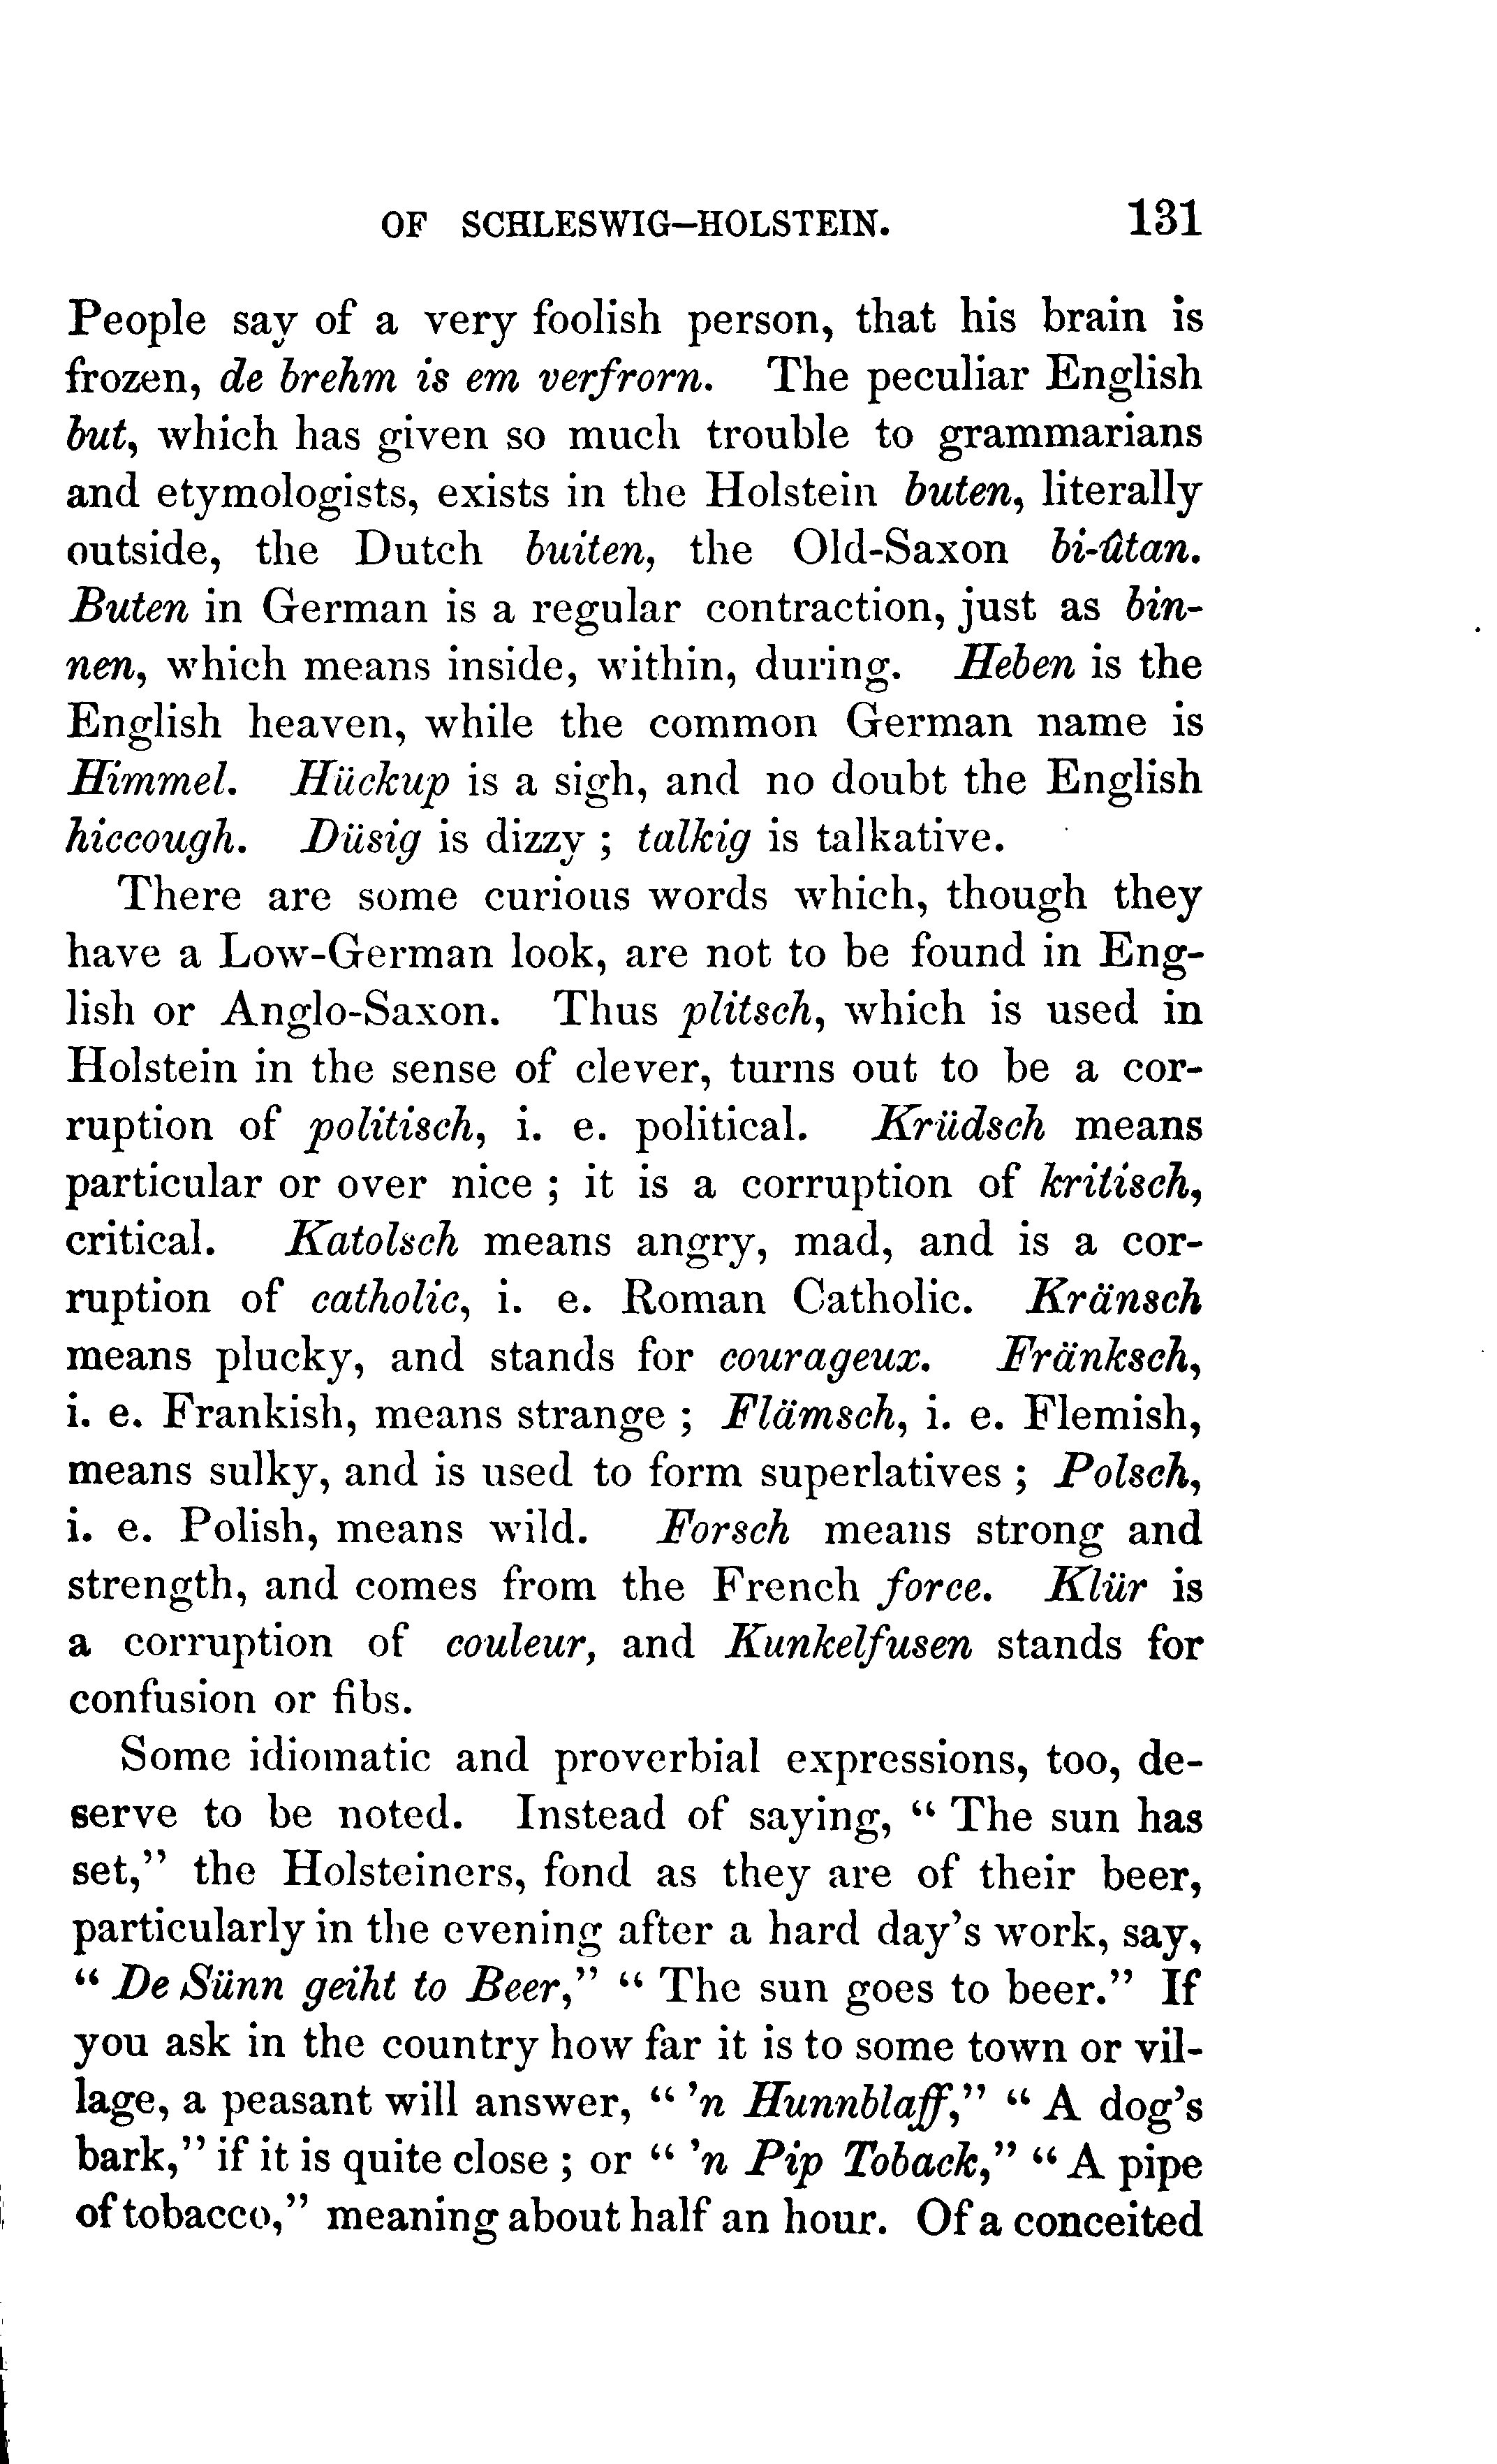 OF SCHLESWIG-HOLSTEIN. 131
People say of a very foolish person, that his brain is
frozen, de brehm is em verfrorn. The peculiar English
but, which has given so much trouble to grammarians
and etymologists, exists in the Holstein buten, literally
outside, the Dutch buiten, the Old-Saxon bi-ûtan.
Buten in German is a regular contraction, just as bin-
nen, which means inside, within, during. Heben is the
English heaven, while the common German name is
Himmel. Hückup is a sigh, and no doubt the English
hiccough. Düsig is dizzy ; talkig is talkative.
There are some curious words which, though they
have a Low-German look, are not to be found in Eng-
lish or Anglo-Saxon. Thus plitsch, which is used in
Holstein in the sense of clever, turns out to be a cor-
ruption of politisch, i. e. political. Krüdsch means
particular or over nice ; it is a corruption of kritisch,
critical. Katolsch means angry, mad, and is a cor-
ruption of catholic, i. e. Roman Catholic. Kränsch
means plucky, and stands for courageux. Fränksch,
i. e. Frankish, means strange ; Flämsch, i. e. Flemish,
means sulky, and is used to form superlatives ; Polsch,
i. e. Polish, means wild. Forsch means strong and
strength, and comes from the French force. Klür is
a corruption of couleur, and Kunkelfusen stands for
confusion or fibs.
Some idiomatic and proverbial expressions, too, de-
serve to be noted. Instead of saying, “ The sun has
set,” the Holsteiners, fond as they are of their beer,
particularly in the evening after a hard day's work, say,
“ De Sünn geiht to Beer,” “ The sun goes to beer.” If
you ask in the country how far it is to some town or vil-
lage, a peasant will answer, “ 'n Hunnblaff,” “ A dog's
bark,” if it is quite close ; or “ 'n Pip Toback,” “ A pipe
of tobacco,” meaning about half an hour. Of a conceited